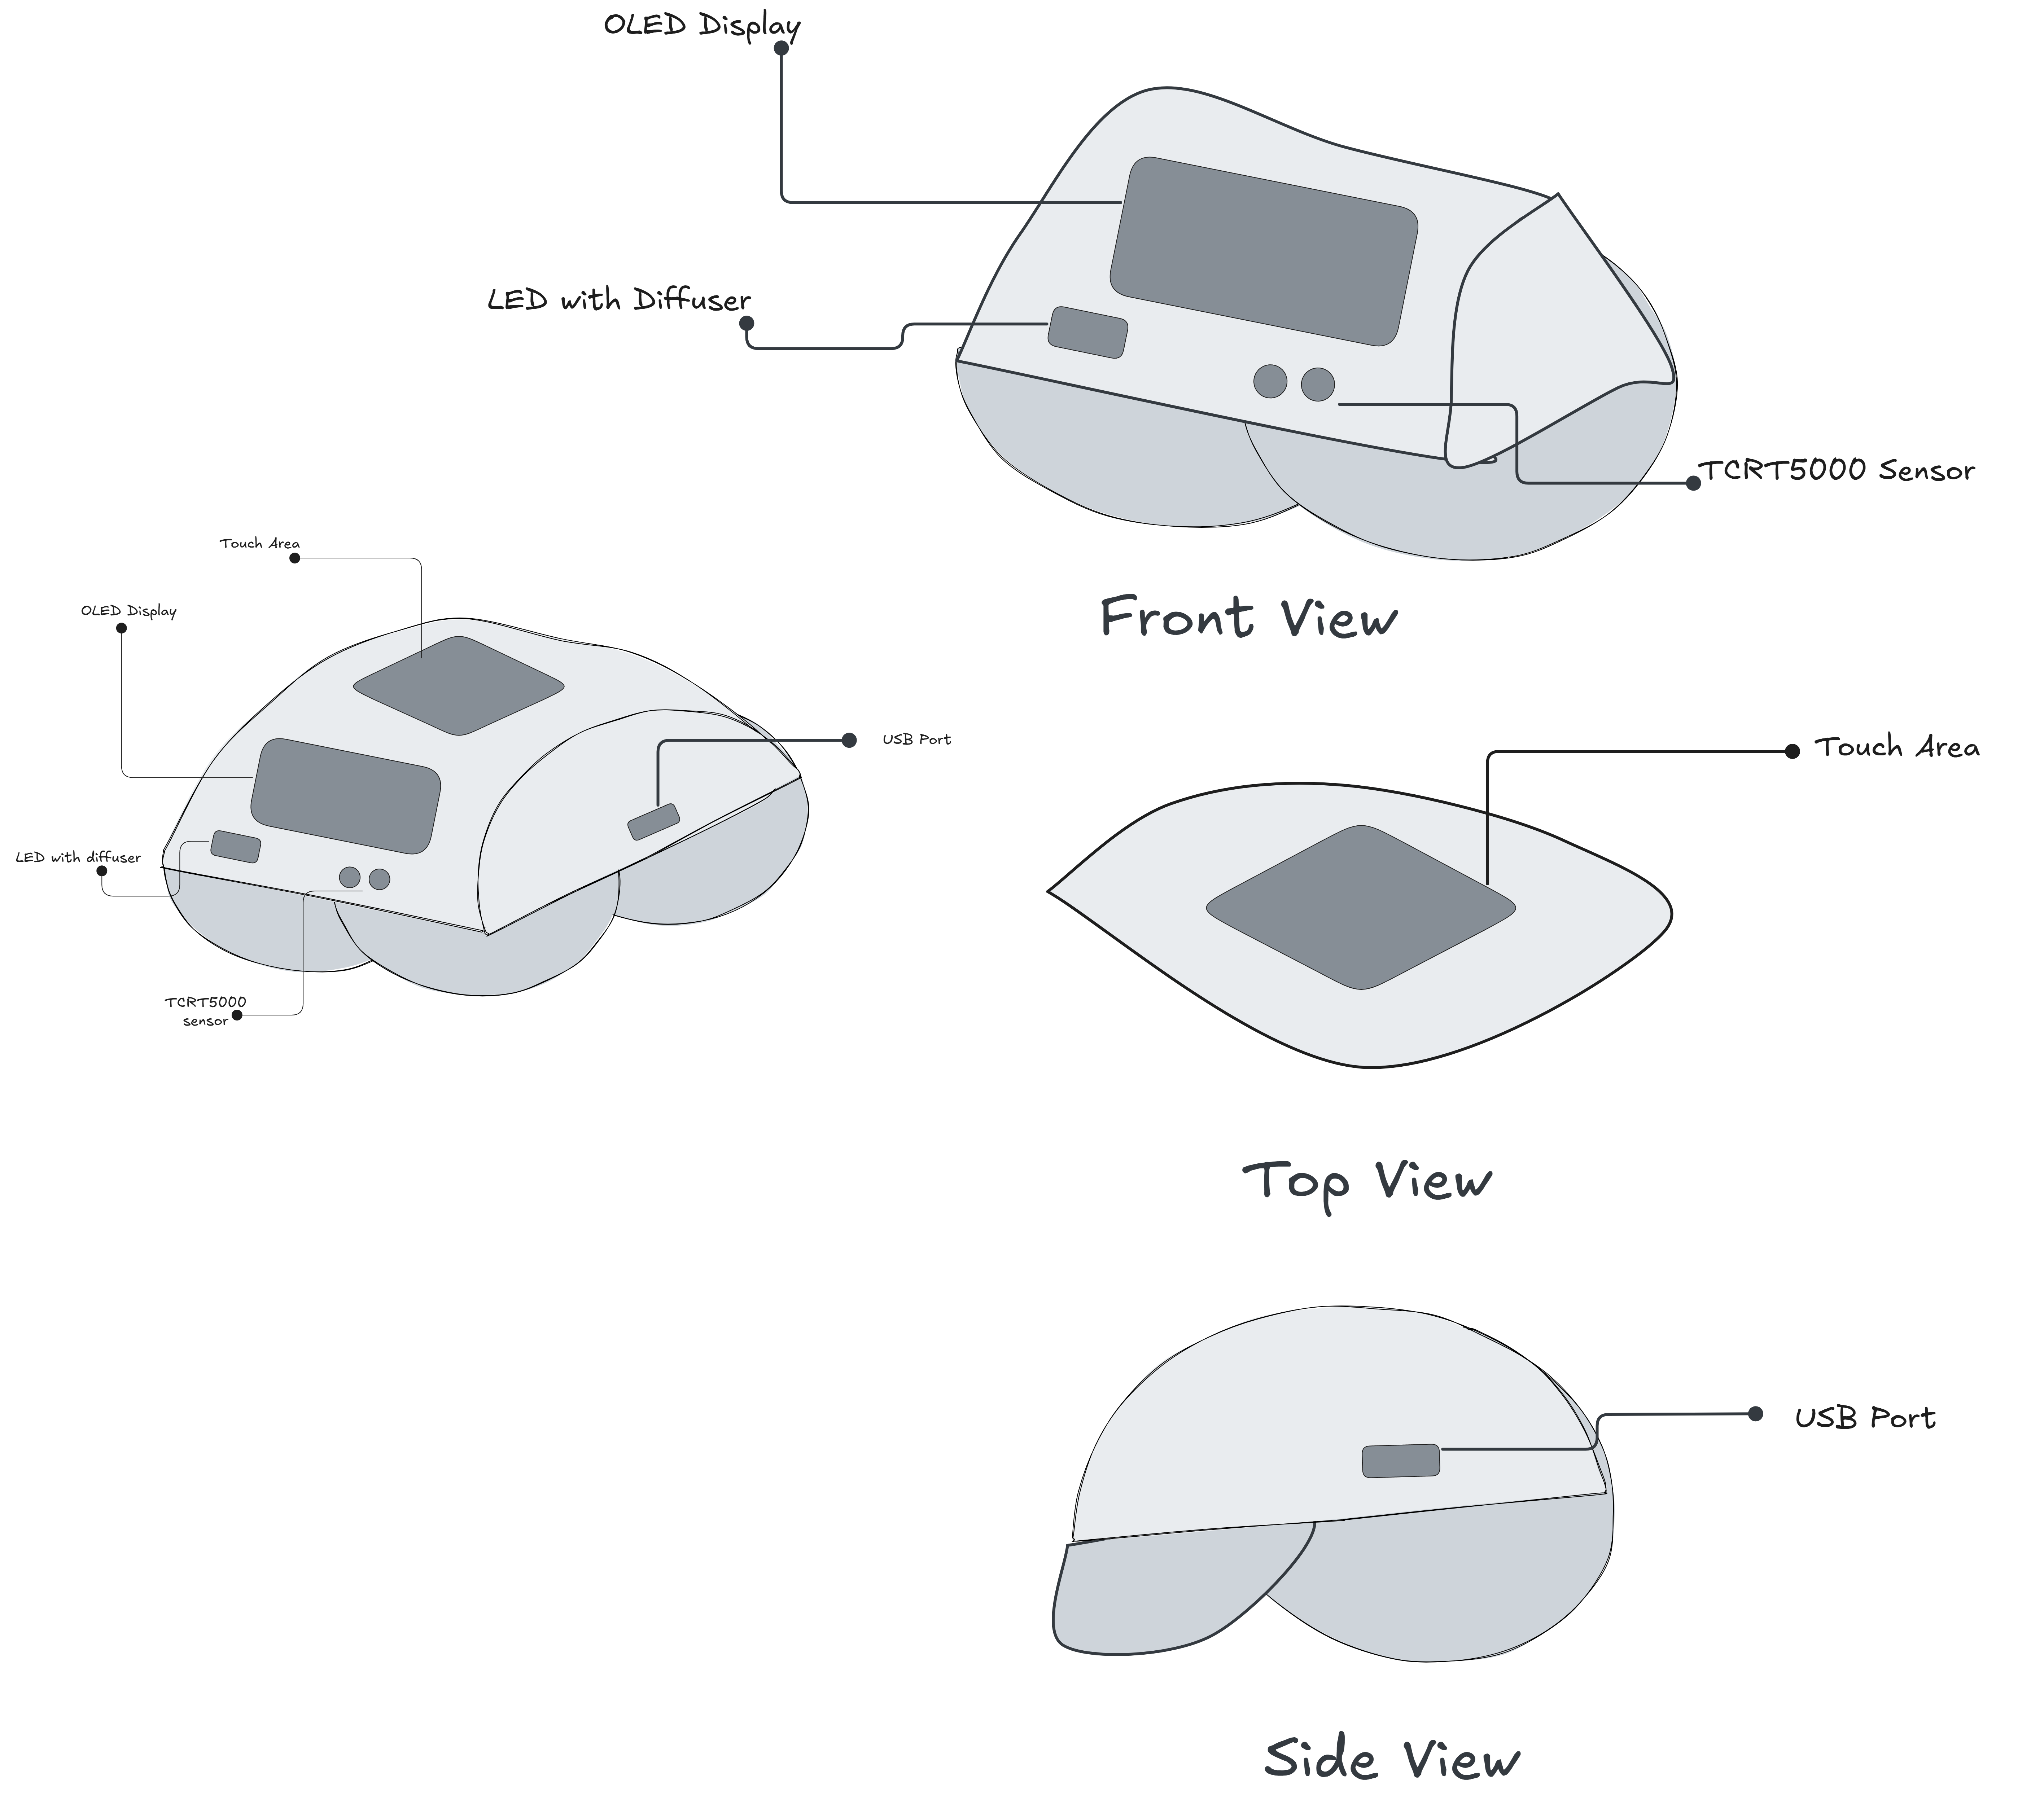 OLED Display
LED with Diffuser
TCRT5000 Sensor
Front View
Touch Area
OLED Display
USB Port
LED with diffuser
TCRT5000
sensor
Touch Area
Top View
USB Port
Side View